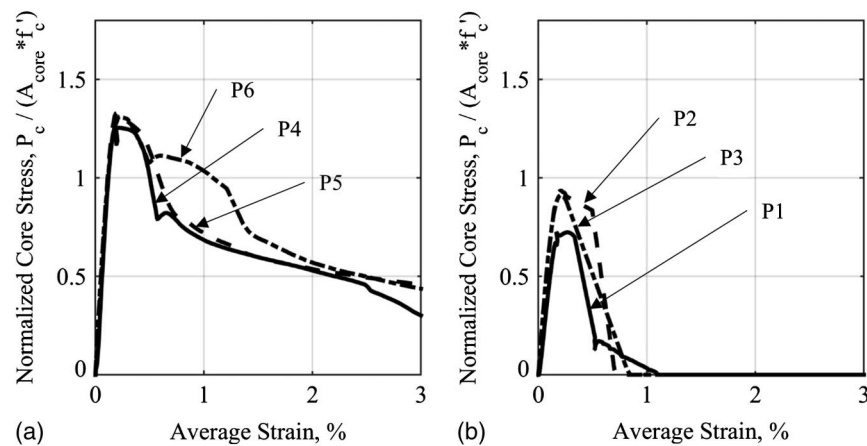 Normalized Core Stress, P_c / (A_core*f_c')
1.5
1
0.5
0
P6
P4
P5
0
1
2
3
(a)
Average Strain, %
Normalized Core Stress, P_c / (A_core*f_c')
1.5
1
0.5
0
P2
P3
P1
0
1
2
3
(b)
Average Strain, %